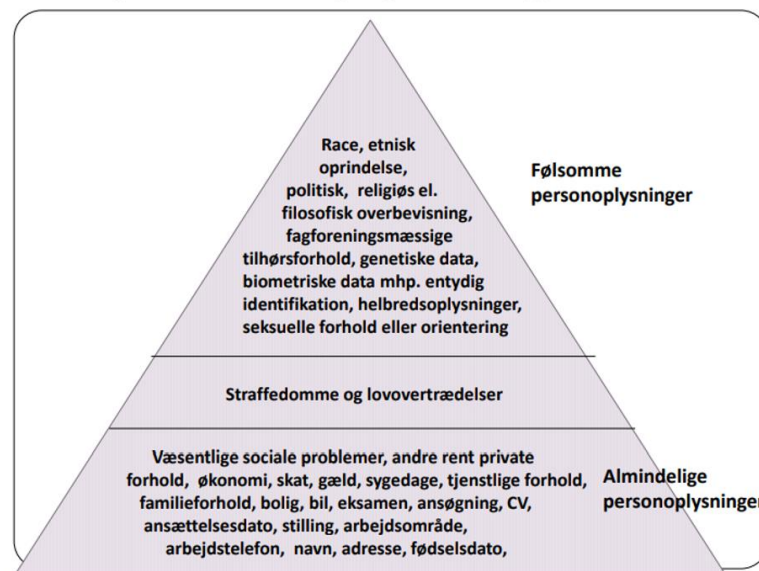 Race, etnisk
oprindelse,
politisk, religiøs el.
filosofisk overbevisning,
fagforeningsmæssige
tilhørsforhold, genetiske data,
biometriske data mhp. entydig
identifikation, helbredsoplysninger,
seksuelle forhold eller orientering
Følsomme
personoplysninger
Straffedomme og lovovertrædelser
Væsentlige sociale problemer, andre rent private
forhold, økonomi, skat, gæld, sygedage, tjenstlige forhold,
familieforhold, bolig, bil, eksamen, ansøgning, CV,
ansættelsesdato, stilling, arbejdsområde,
arbejdstelefon, navn, adresse, fødselsdato,
Almindelige
personoplysninger